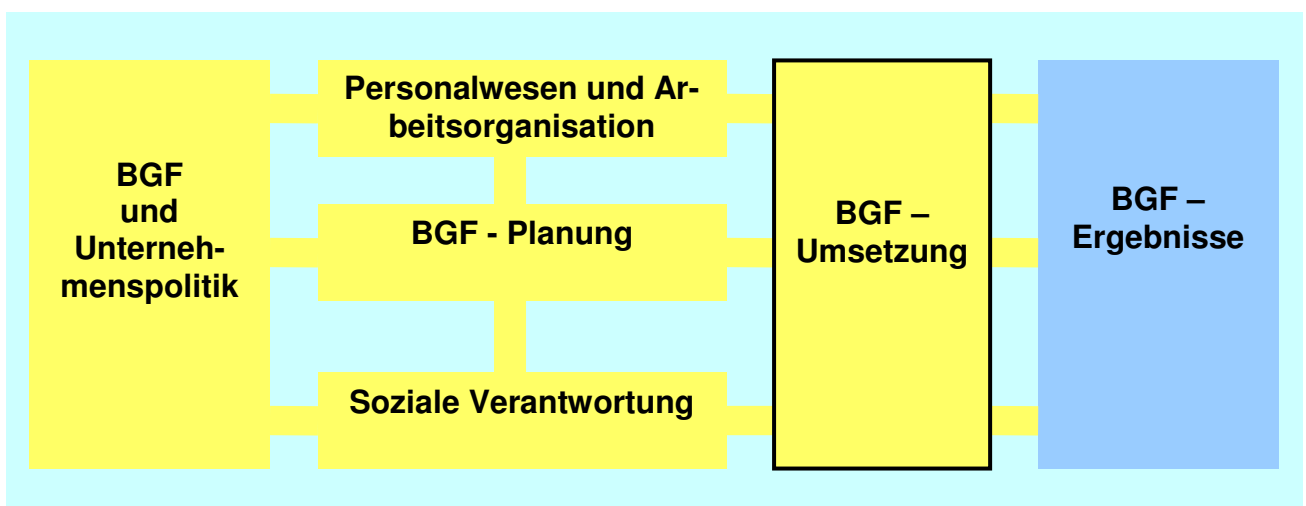 BGF
und
Unterneh-
menspolitik
Personalwesen und Ar-
beitsorganisation
BGF - Planung
Soziale Verantwortung
BGF –
Umsetzung
BGF –
Ergebnisse